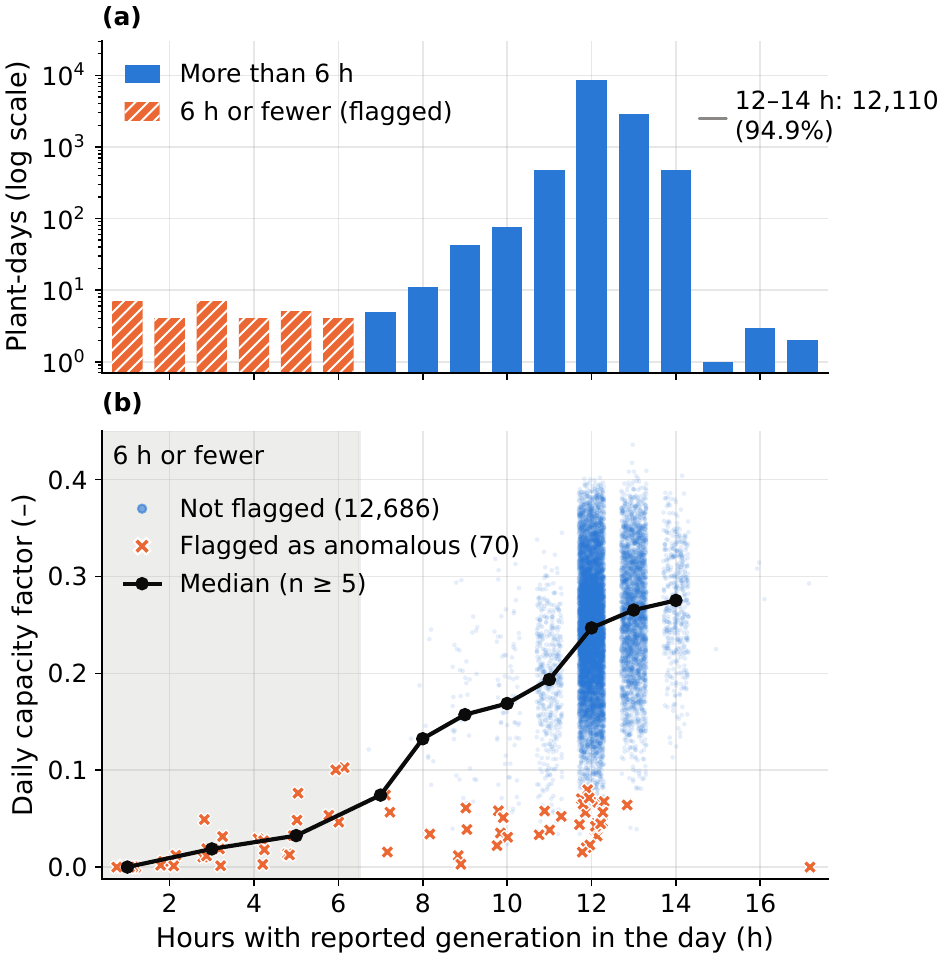 (a)
Plant-days (log scale)
10⁴
10³
10²
10¹
10⁰
More than 6 h
6 h or fewer (flagged)
12–14 h: 12,110
(94.9%)
(b)
Daily capacity factor (–)
0.4
0.3
0.2
0.1
0.0
6 h or fewer
Not flagged (12,686)
Flagged as anomalous (70)
Median (n ≥ 5)
2 4 6 8 10 12 14 16
Hours with reported generation in the day (h)